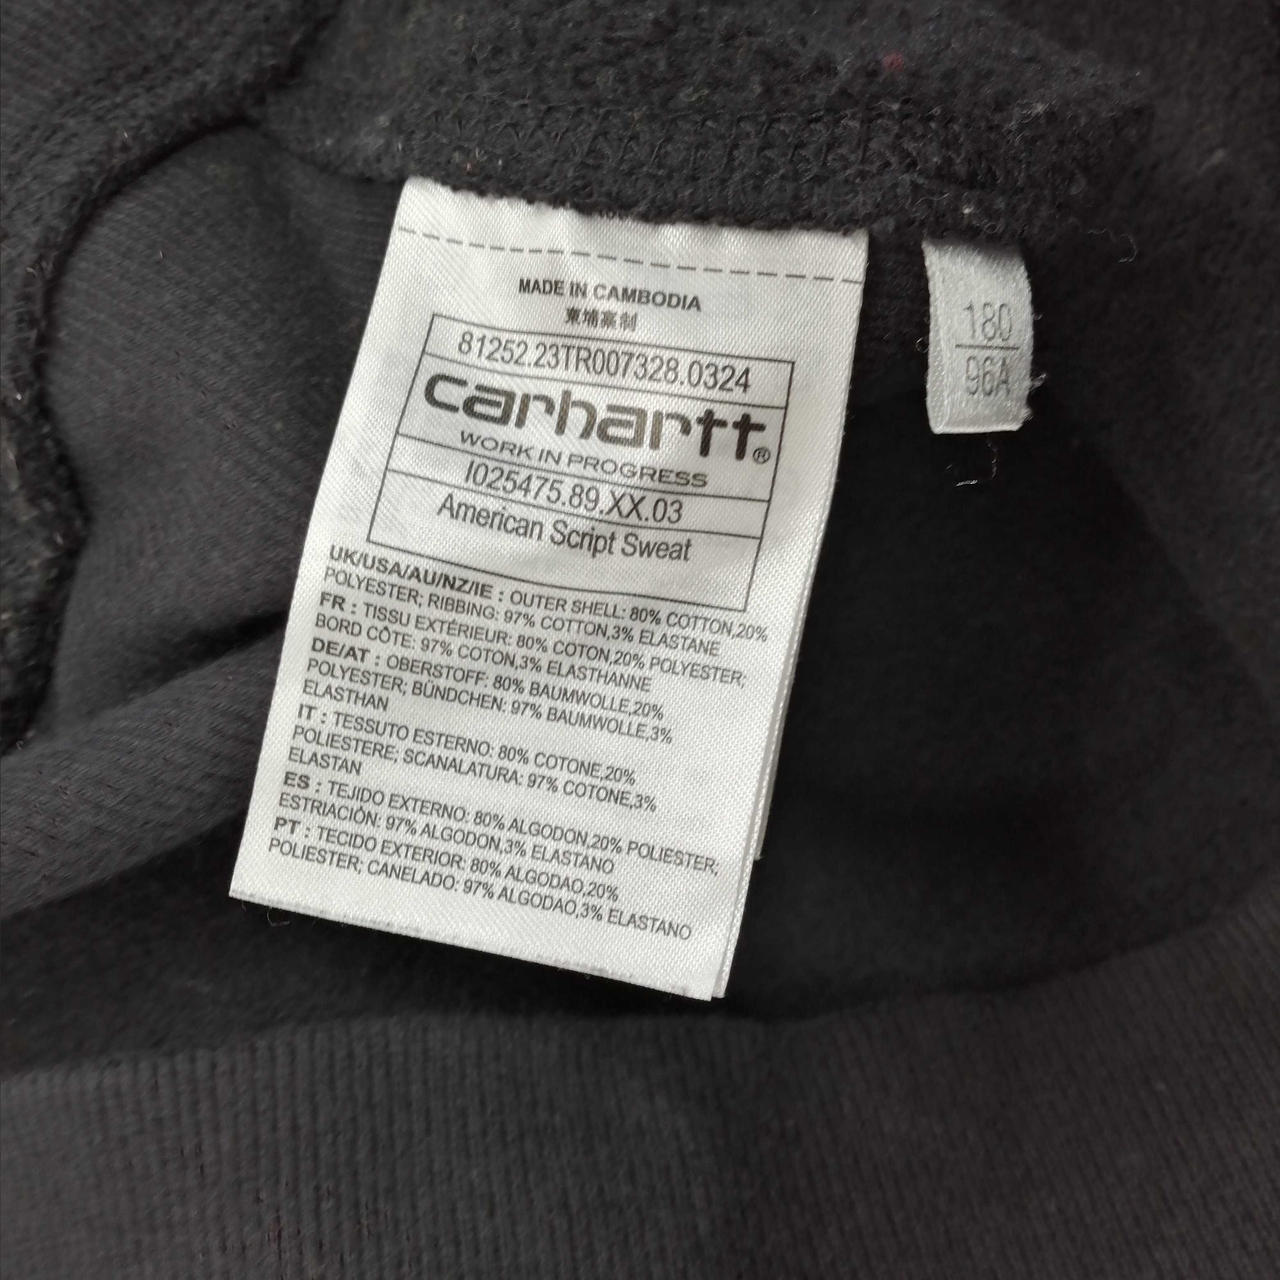 MADE IN CAMBODIA
柬埔寨制
81252.23TR007328.0324
carhartt®
WORK IN PROGRESS
I025475.89.XX.03
American Script Sweat
UK/USA/AU/NZ/IE : OUTER SHELL: 80% COTTON,20%
POLYESTER; RIBBING: 97% COTTON,3% ELASTANE
FR : TISSU EXTÉRIEUR: 80% COTON,20% POLYESTER;
BORD CÔTE: 97% COTON,3% ELASTHANNE
DE/AT : OBERSTOFF: 80% BAUMWOLLE,20%
POLYESTER; BÜNDCHEN: 97% BAUMWOLLE,3%
ELASTHAN
IT : TESSUTO ESTERNO: 80% COTONE,20%
POLIESTERE; SCANALATURA: 97% COTONE,3%
ELASTAN
ES : TEJIDO EXTERNO: 80% ALGODON,20% POLIESTER;
ESTRIACIÓN: 97% ALGODON,3% ELASTANO
PT : TECIDO EXTERIOR: 80% ALGODAO,20%
POLIESTER; CANELADO: 97% ALGODAO,3% ELASTANO
180
96A